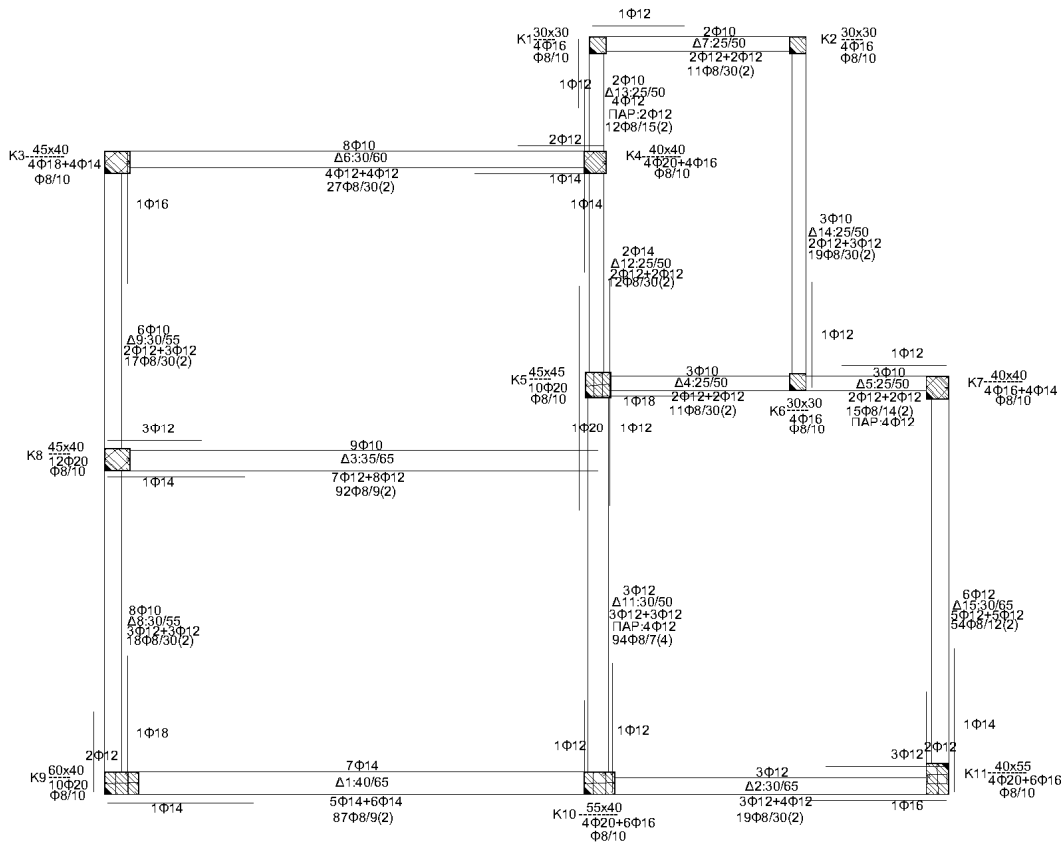 1Φ12
K1 30x30
4Φ16
Φ8/10
2Φ10
Δ7:25/50
2Φ12+2Φ12
11Φ8/30(2)
K2 30x30
4Φ16
Φ8/10
1Φ12
2Φ10
Δ13:25/50
4Φ12
ΠΑΡ:2Φ12
12Φ8/15(2)
K3 45x40
4Φ18+4Φ14
Φ8/10
8Φ10
Δ6:30/60
4Φ12+4Φ12
27Φ8/30(2)
2Φ12
1Φ14
K4 40x40
4Φ20+4Φ16
Φ8/10
1Φ16
1Φ14
2Φ14
Δ12:25/50
2Φ12+2Φ12
12Φ8/30(2)
3Φ10
Δ14:25/50
2Φ12+3Φ12
19Φ8/30(2)
6Φ10
Δ9:30/55
2Φ12+3Φ12
17Φ8/30(2)
1Φ12
1Φ12
K5 45x45
10Φ20
Φ8/10
3Φ10
Δ4:25/50
2Φ12+2Φ12
11Φ8/30(2)
1Φ18
K6 30x30
4Φ16
Φ8/10
3Φ10
Δ5:25/50
2Φ12+2Φ12
15Φ8/14(2)
ΠΑΡ:4Φ12
K7 40x40
4Φ16+4Φ14
Φ8/10
1Φ20
1Φ12
3Φ12
K8 45x40
12Φ20
Φ8/10
9Φ10
Δ3:35/65
7Φ12+8Φ12
92Φ8/9(2)
1Φ14
8Φ10
Δ8:30/55
3Φ12+3Φ12
18Φ8/30(2)
3Φ12
Δ11:30/50
3Φ12+3Φ12
ΠΑΡ:4Φ12
94Φ8/7(4)
6Φ12
Δ15:30/65
5Φ12+5Φ12
54Φ8/12(2)
1Φ18
1Φ12
1Φ12
1Φ14
2Φ12
3Φ12
2Φ12
K9 60x40
10Φ20
Φ8/10
7Φ14
Δ1:40/65
5Φ14+6Φ14
87Φ8/9(2)
1Φ14
K10 55x40
4Φ20+6Φ16
Φ8/10
3Φ12
Δ2:30/65
3Φ12+4Φ12
19Φ8/30(2)
1Φ16
K11 40x55
4Φ20+6Φ16
Φ8/10